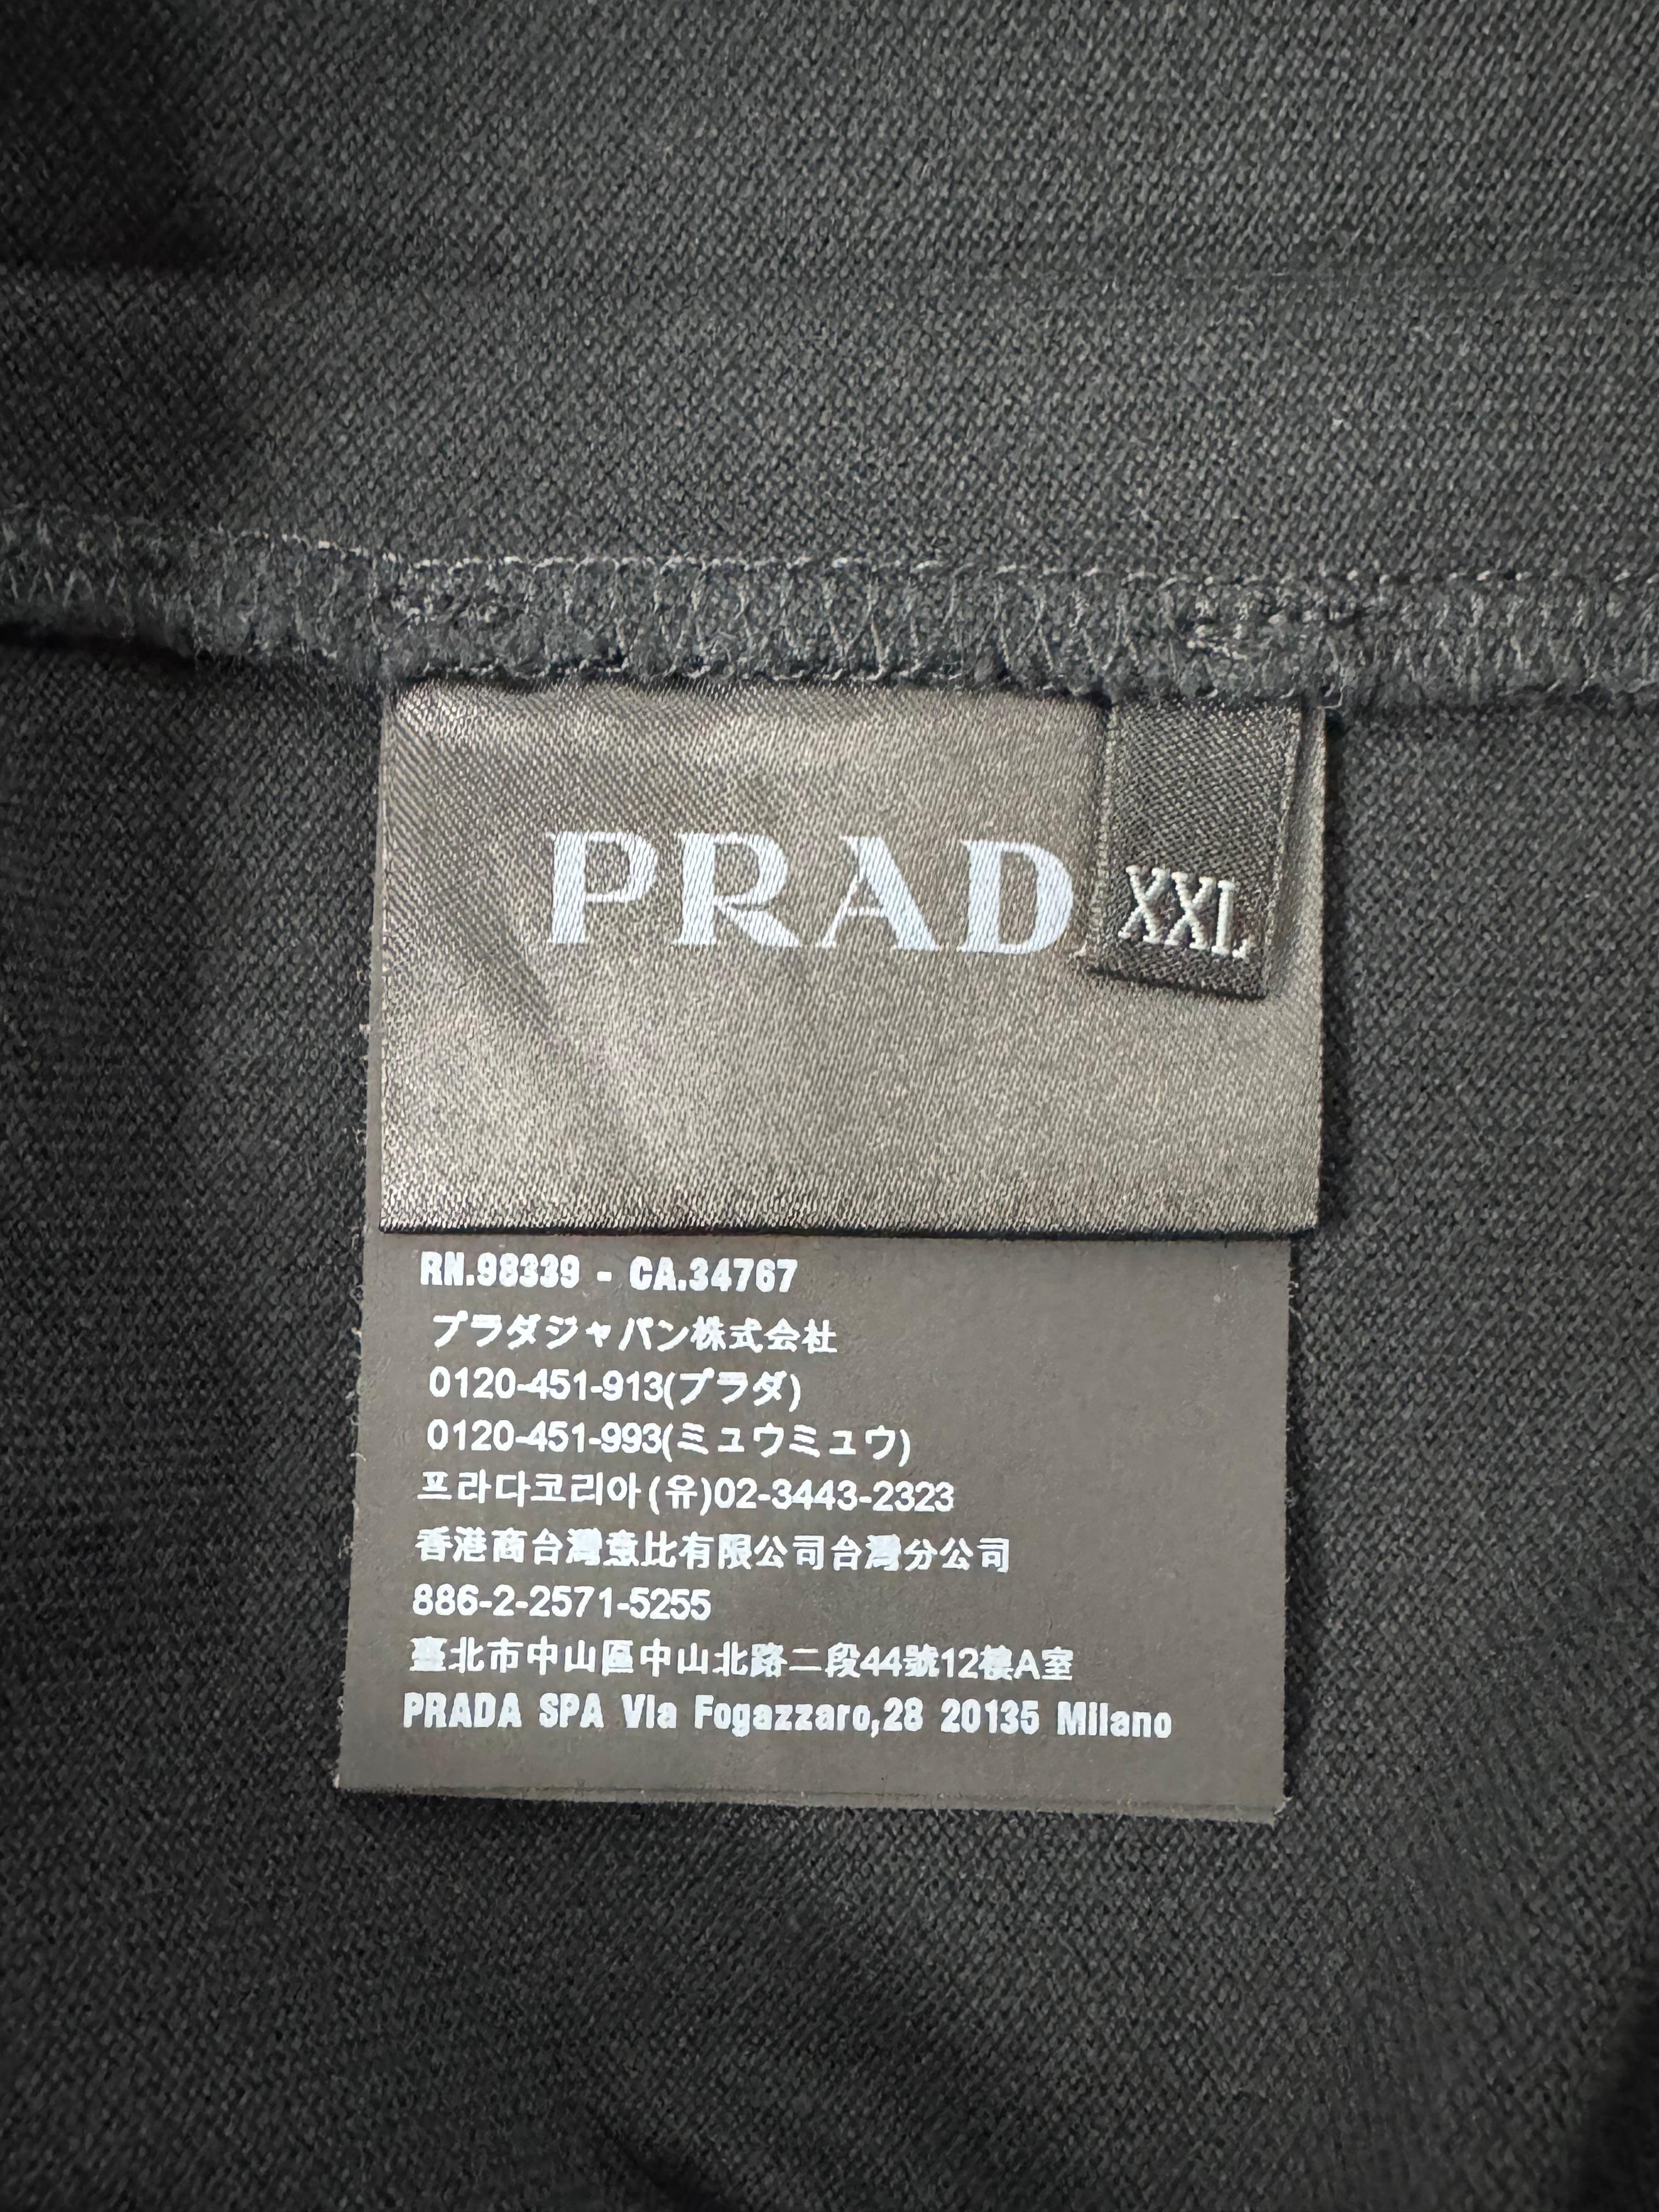 PRAD
XXL
RN.98339 - CA.34767
プラダジャパン株式会社
0120-451-913(プラダ)
0120-451-993(ミュウミュウ)
프라다코리아(유)02-3443-2323
香港商台灣意比有限公司台灣分公司
886-2-2571-5255
臺北市中山區中山北路二段44號12樓A室
PRADA SPA Via Fogazzaro,28 20135 Milano